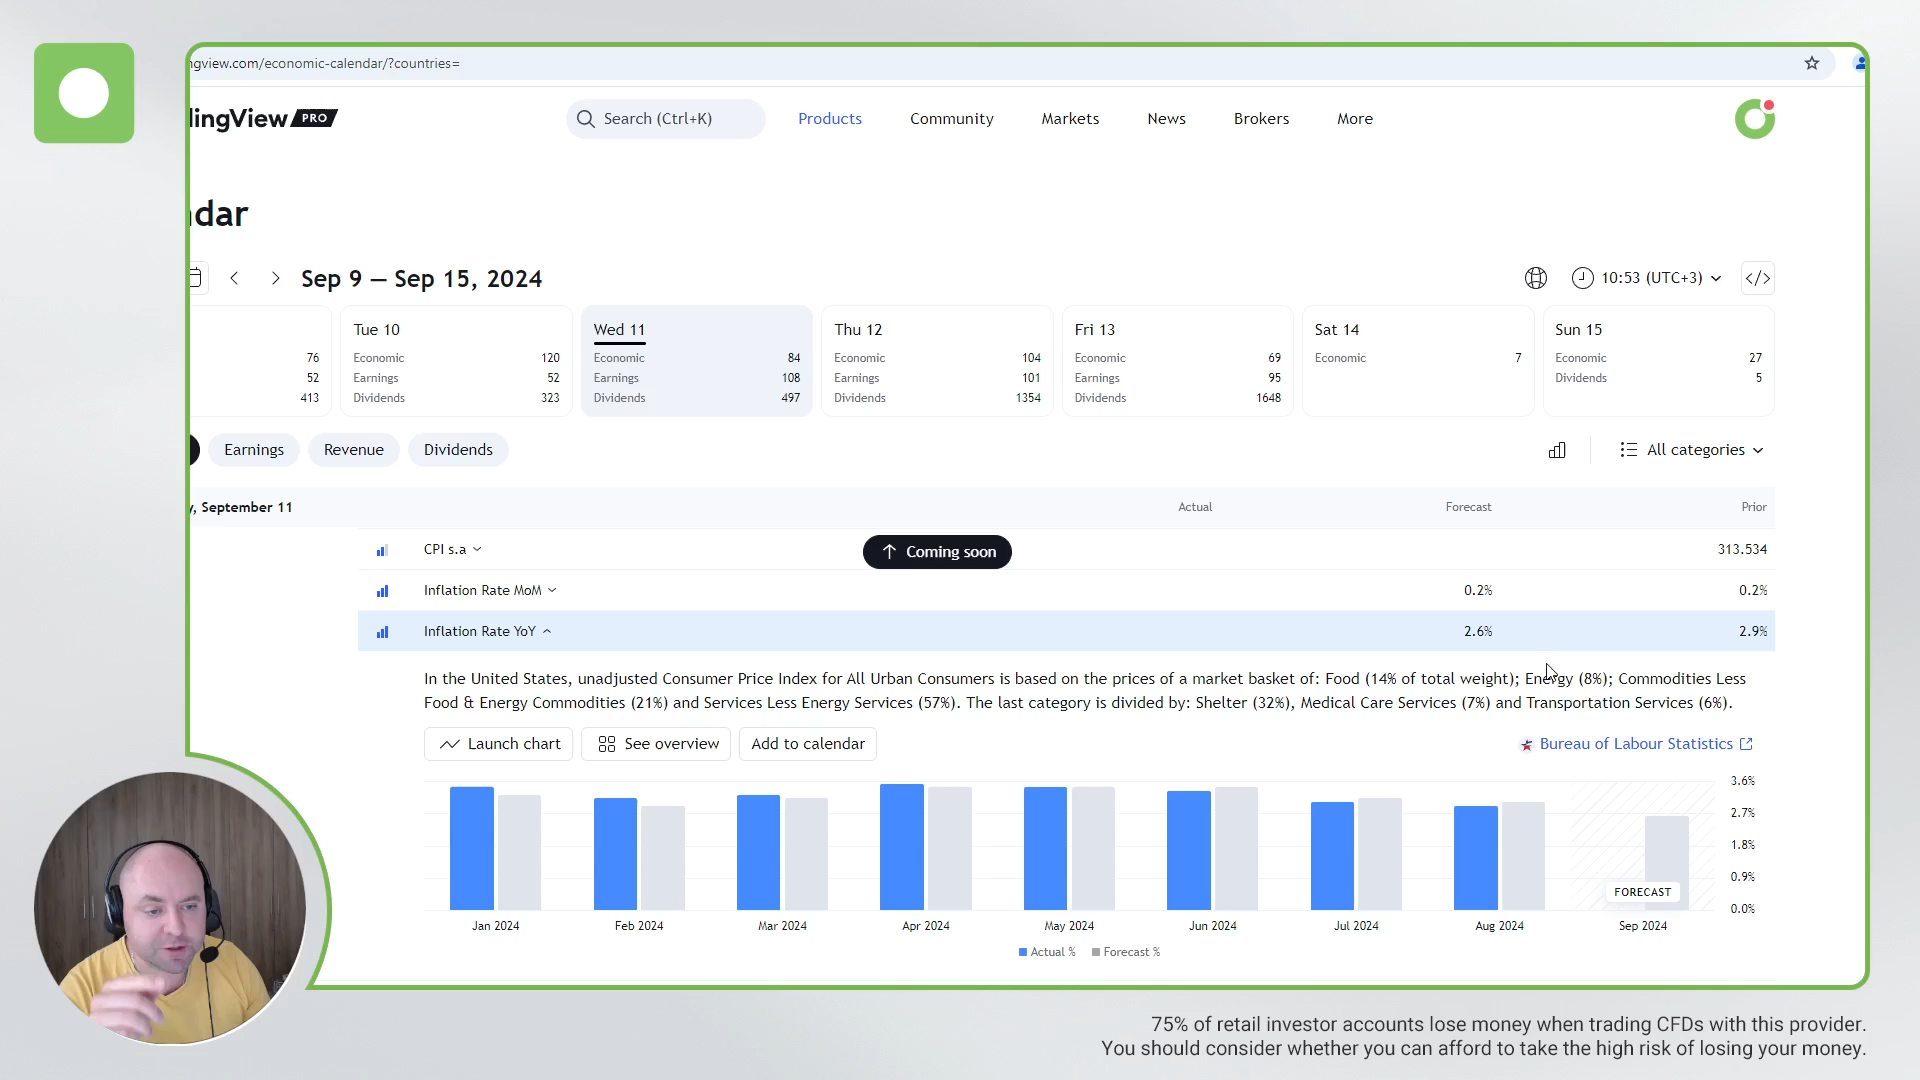 ngview.com/economic-calendar/?countries=
lingView PRO
Search (Ctrl+K)
Products
Community
Markets
News
Brokers
More
ndar
Sep 9 — Sep 15, 2024
10:53 (UTC+3)
76
52
413
Tue 10
Economic 120
Earnings 52
Dividends 323
Wed 11
Economic 84
Earnings 108
Dividends 497
Thu 12
Economic 104
Earnings 101
Dividends 1354
Fri 13
Economic 69
Earnings 95
Dividends 1648
Sat 14
Economic 7
Sun 15
Economic 27
Dividends 5
Earnings
Revenue
Dividends
All categories
y, September 11 Actual Forecast Prior
CPI s.a 313.534
Coming soon
Inflation Rate MoM 0.2% 0.2%
Inflation Rate YoY 2.6% 2.9%
In the United States, unadjusted Consumer Price Index for All Urban Consumers is based on the prices of a market basket of: Food (14% of total weight); Energy (8%); Commodities Less
Food & Energy Commodities (21%) and Services Less Energy Services (57%). The last category is divided by: Shelter (32%), Medical Care Services (7%) and Transportation Services (6%).
Launch chart
See overview
Add to calendar
Bureau of Labour Statistics
3.6%
2.7%
1.8%
0.9%
0.0%
FORECAST
Jan 2024 Feb 2024 Mar 2024 Apr 2024 May 2024 Jun 2024 Jul 2024 Aug 2024 Sep 2024
Actual % Forecast %
75% of retail investor accounts lose money when trading CFDs with this provider.
You should consider whether you can afford to take the high risk of losing your money.